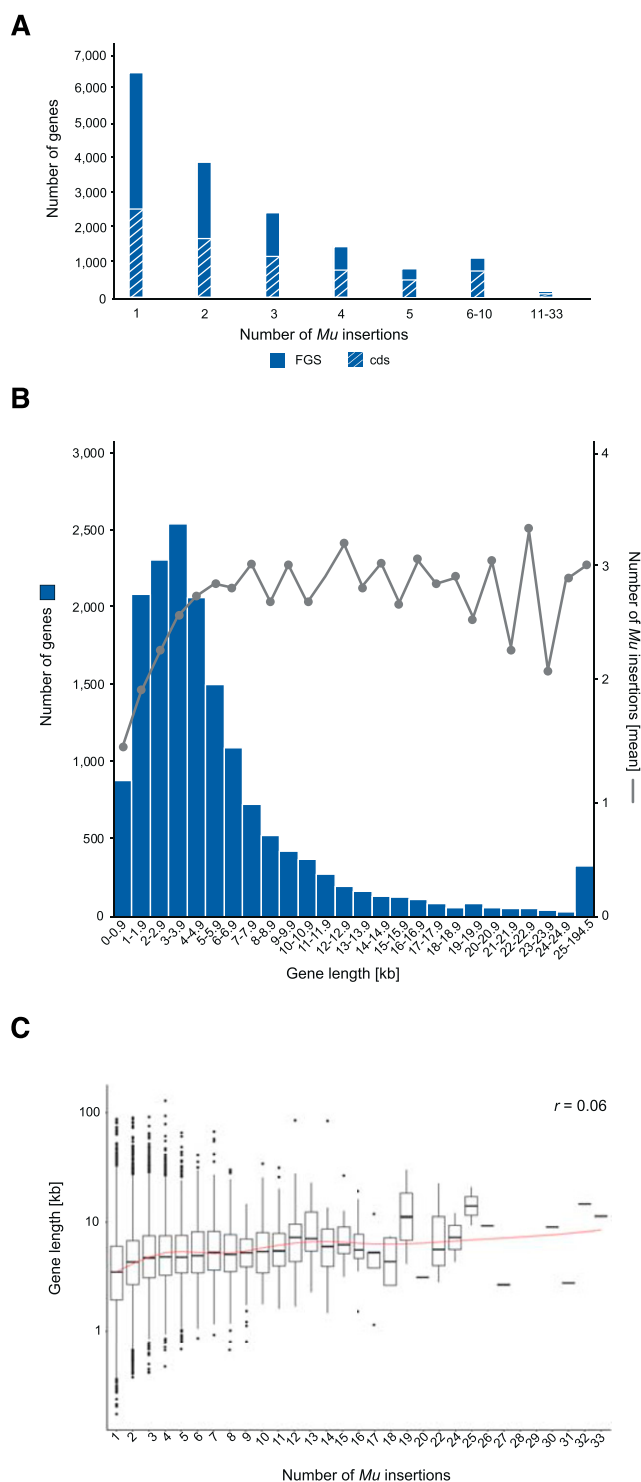 A
7,000
6,000
5,000
4,000
3,000
2,000
1,000
0
Number of genes
1 2 3 4 5 6-10 11-33
Number of Mu insertions
FGS cds
B
3,000
2,500
2,000
1,500
1,000
500
0
Number of genes
4
3
2
1
0
Number of Mu insertions [mean]
0-0.9 1-1.9 2-2.9 3-3.9 4-4.9 5-5.9 6-6.9 7-7.9 8-8.9 9-9.9 10-10.9 11-11.9 12-12.9 13-13.9 14-14.9 15-15.9 16-16.9 17-17.9 18-18.9 19-19.9 20-20.9 21-21.9 22-22.9 23-23.9 24-24.9 25-194.5
Gene length [kb]
C
r = 0.06
100
10
1
Gene length [kb]
1 2 3 4 5 6 7 8 9 10 11 12 13 14 15 16 17 18 19 20 22 24 25 26 27 28 29 30 31 32 33
Number of Mu insertions